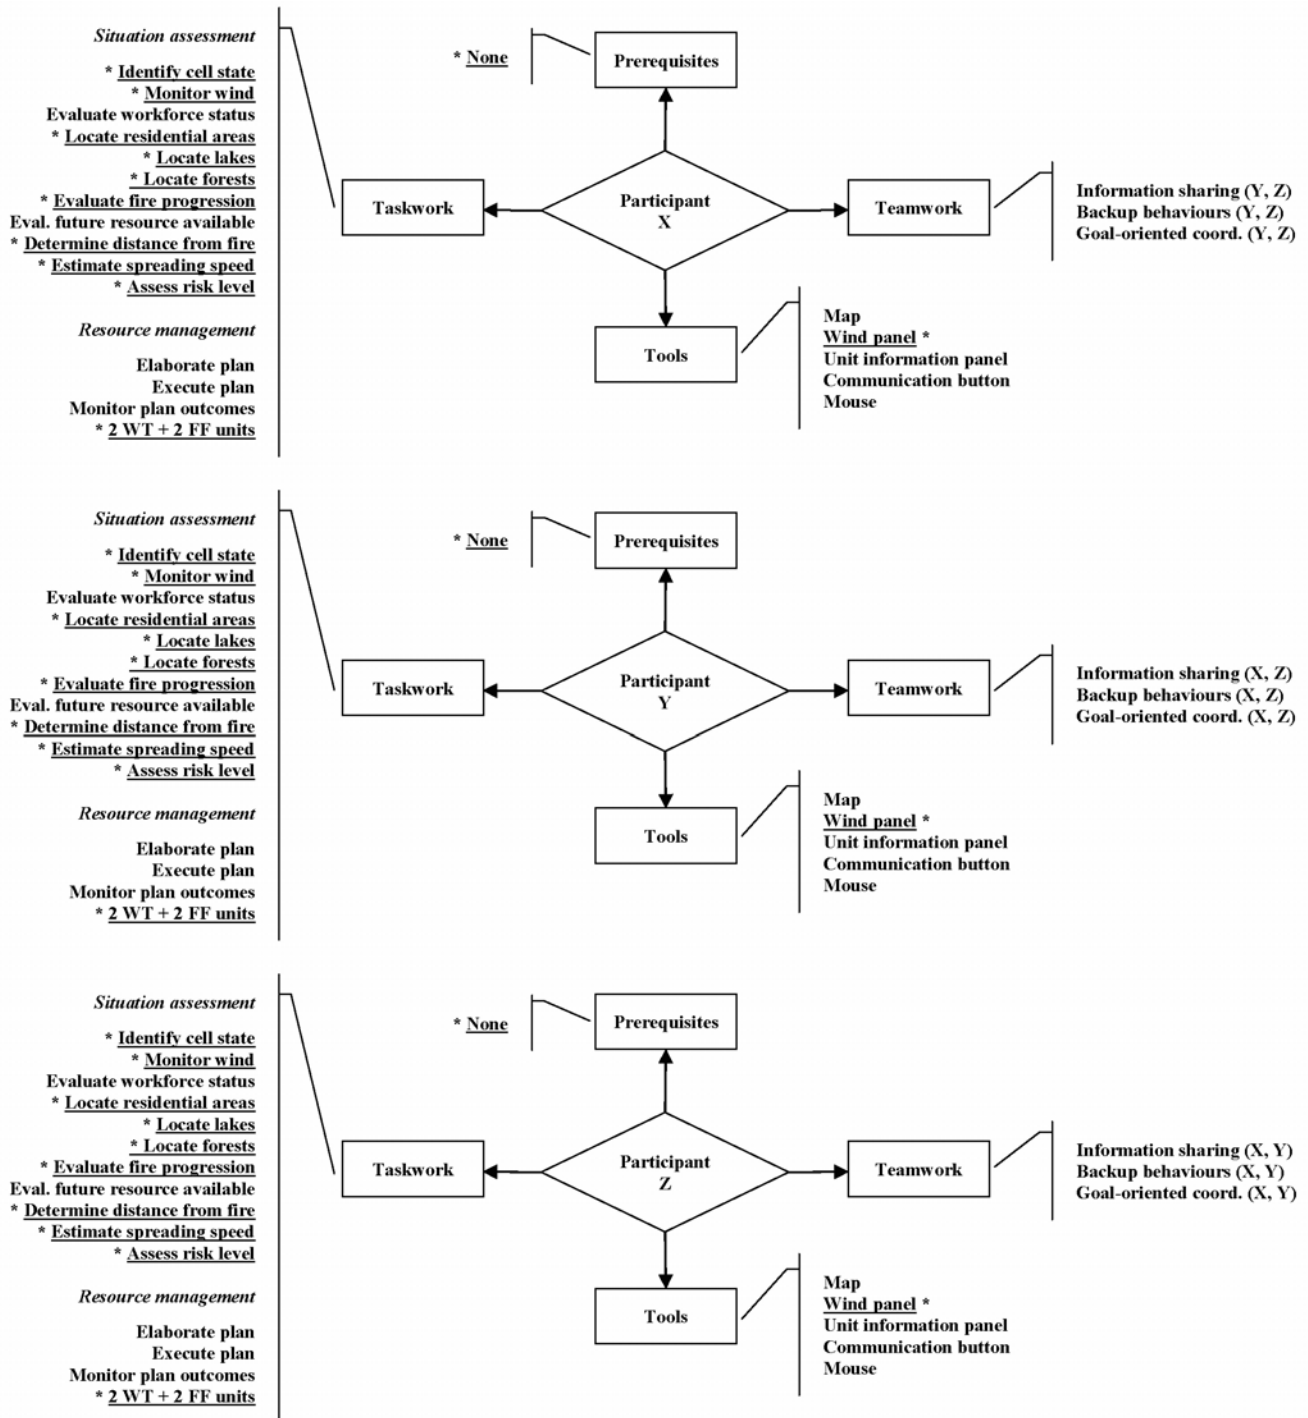 Situation assessment
* Identify cell state
* Monitor wind
Evaluate workforce status
* Locate residential areas
* Locate lakes
* Locate forests
* Evaluate fire progression
Eval. future resource available
* Determine distance from fire
* Estimate spreading speed
* Assess risk level
Resource management
Elaborate plan
Execute plan
Monitor plan outcomes
* 2 WT + 2 FF units
* None
Prerequisites
Taskwork
Participant
X
Teamwork
Information sharing (Y, Z)
Backup behaviours (Y, Z)
Goal-oriented coord. (Y, Z)
Tools
Map
Wind panel *
Unit information panel
Communication button
Mouse
Situation assessment
* Identify cell state
* Monitor wind
Evaluate workforce status
* Locate residential areas
* Locate lakes
* Locate forests
* Evaluate fire progression
Eval. future resource available
* Determine distance from fire
* Estimate spreading speed
* Assess risk level
Resource management
Elaborate plan
Execute plan
Monitor plan outcomes
* 2 WT + 2 FF units
* None
Prerequisites
Taskwork
Participant
Y
Teamwork
Information sharing (X, Z)
Backup behaviours (X, Z)
Goal-oriented coord. (X, Z)
Tools
Map
Wind panel *
Unit information panel
Communication button
Mouse
Situation assessment
* Identify cell state
* Monitor wind
Evaluate workforce status
* Locate residential areas
* Locate lakes
* Locate forests
* Evaluate fire progression
Eval. future resource available
* Determine distance from fire
* Estimate spreading speed
* Assess risk level
Resource management
Elaborate plan
Execute plan
Monitor plan outcomes
* 2 WT + 2 FF units
* None
Prerequisites
Taskwork
Participant
Z
Teamwork
Information sharing (X, Y)
Backup behaviours (X, Y)
Goal-oriented coord. (X, Y)
Tools
Map
Wind panel *
Unit information panel
Communication button
Mouse